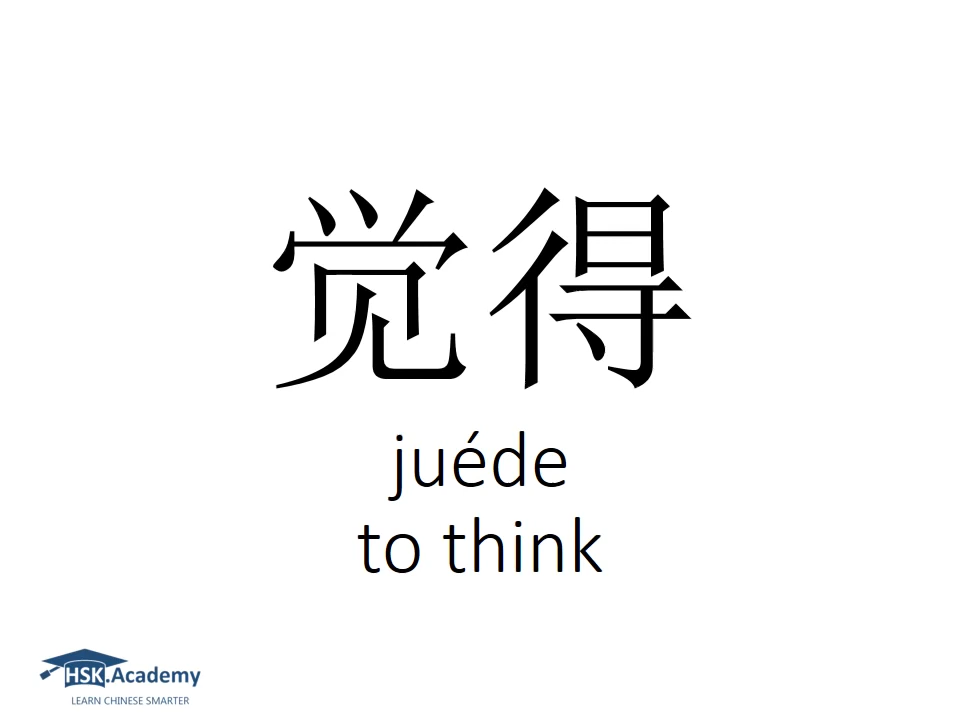 觉得
juéde
to think
HSK.Academy
LEARN CHINESE SMARTER